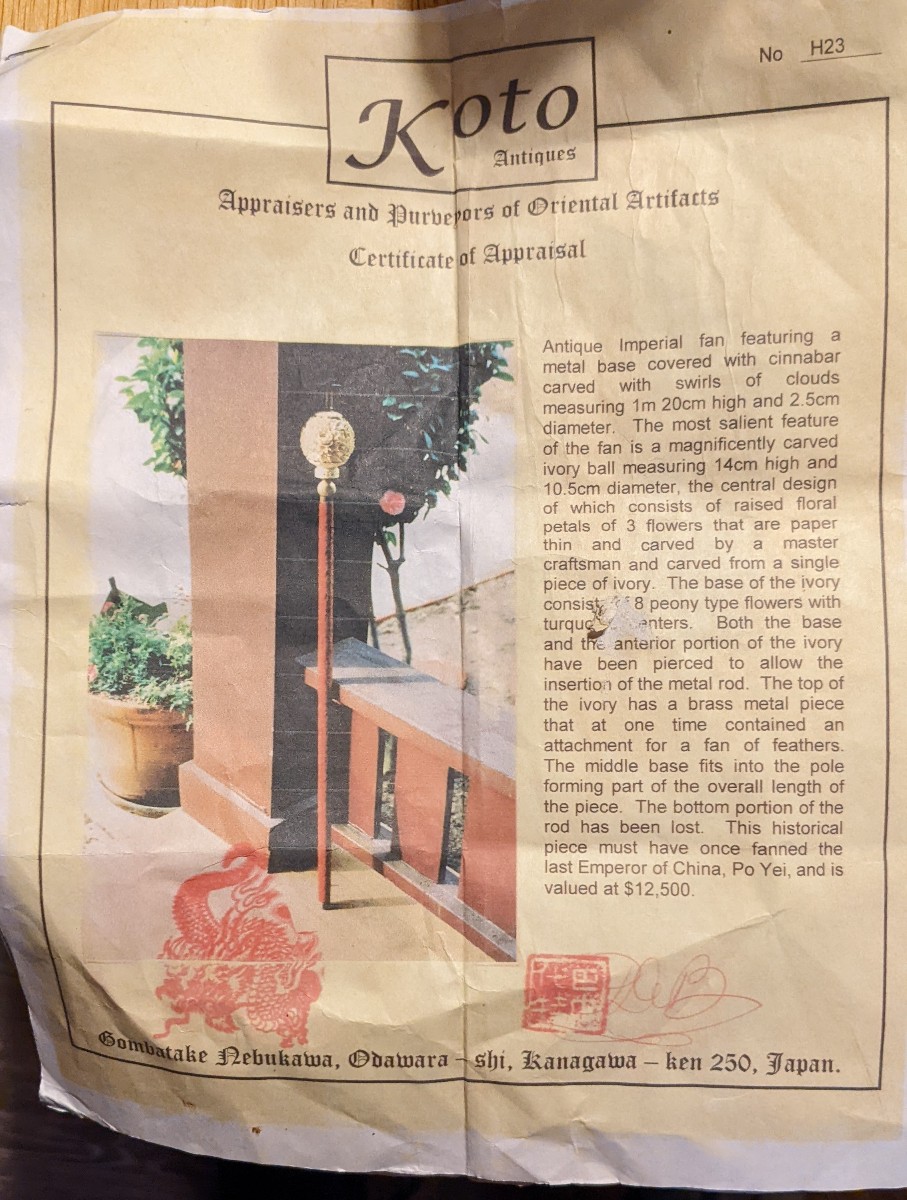 No H23
Koto
Antiques
Appraisers and Purveyors of Oriental Artifacts
Certificate of Appraisal
Antique Imperial fan featuring a
metal base covered with cinnabar
carved with swirls of clouds
measuring 1m 20cm high and 2.5cm
diameter. The most salient feature
of the fan is a magnificently carved
ivory ball measuring 14cm high and
10.5cm diameter, the central design
of which consists of raised floral
petals of 3 flowers that are paper
thin and carved by a master
craftsman and carved from a single
piece of ivory. The base of the ivory
8 peony type flowers with
Both the base
and the anterior portion of the ivory
have been pierced to allow the
insertion of the metal rod. The top of
the ivory has a brass metal piece
that at one time contained an
attachment for a fan of feathers.
The middle base fits into the pole
forming part of the overall length of
the piece. The bottom portion of the
rod has been lost. This historical
piece must have once fanned the
last Emperor of China, Po Yei, and is
valued at $12,500.
Gombatake Nebukawa, Odawara - shi, Kanagawa – ken 250, Japan.